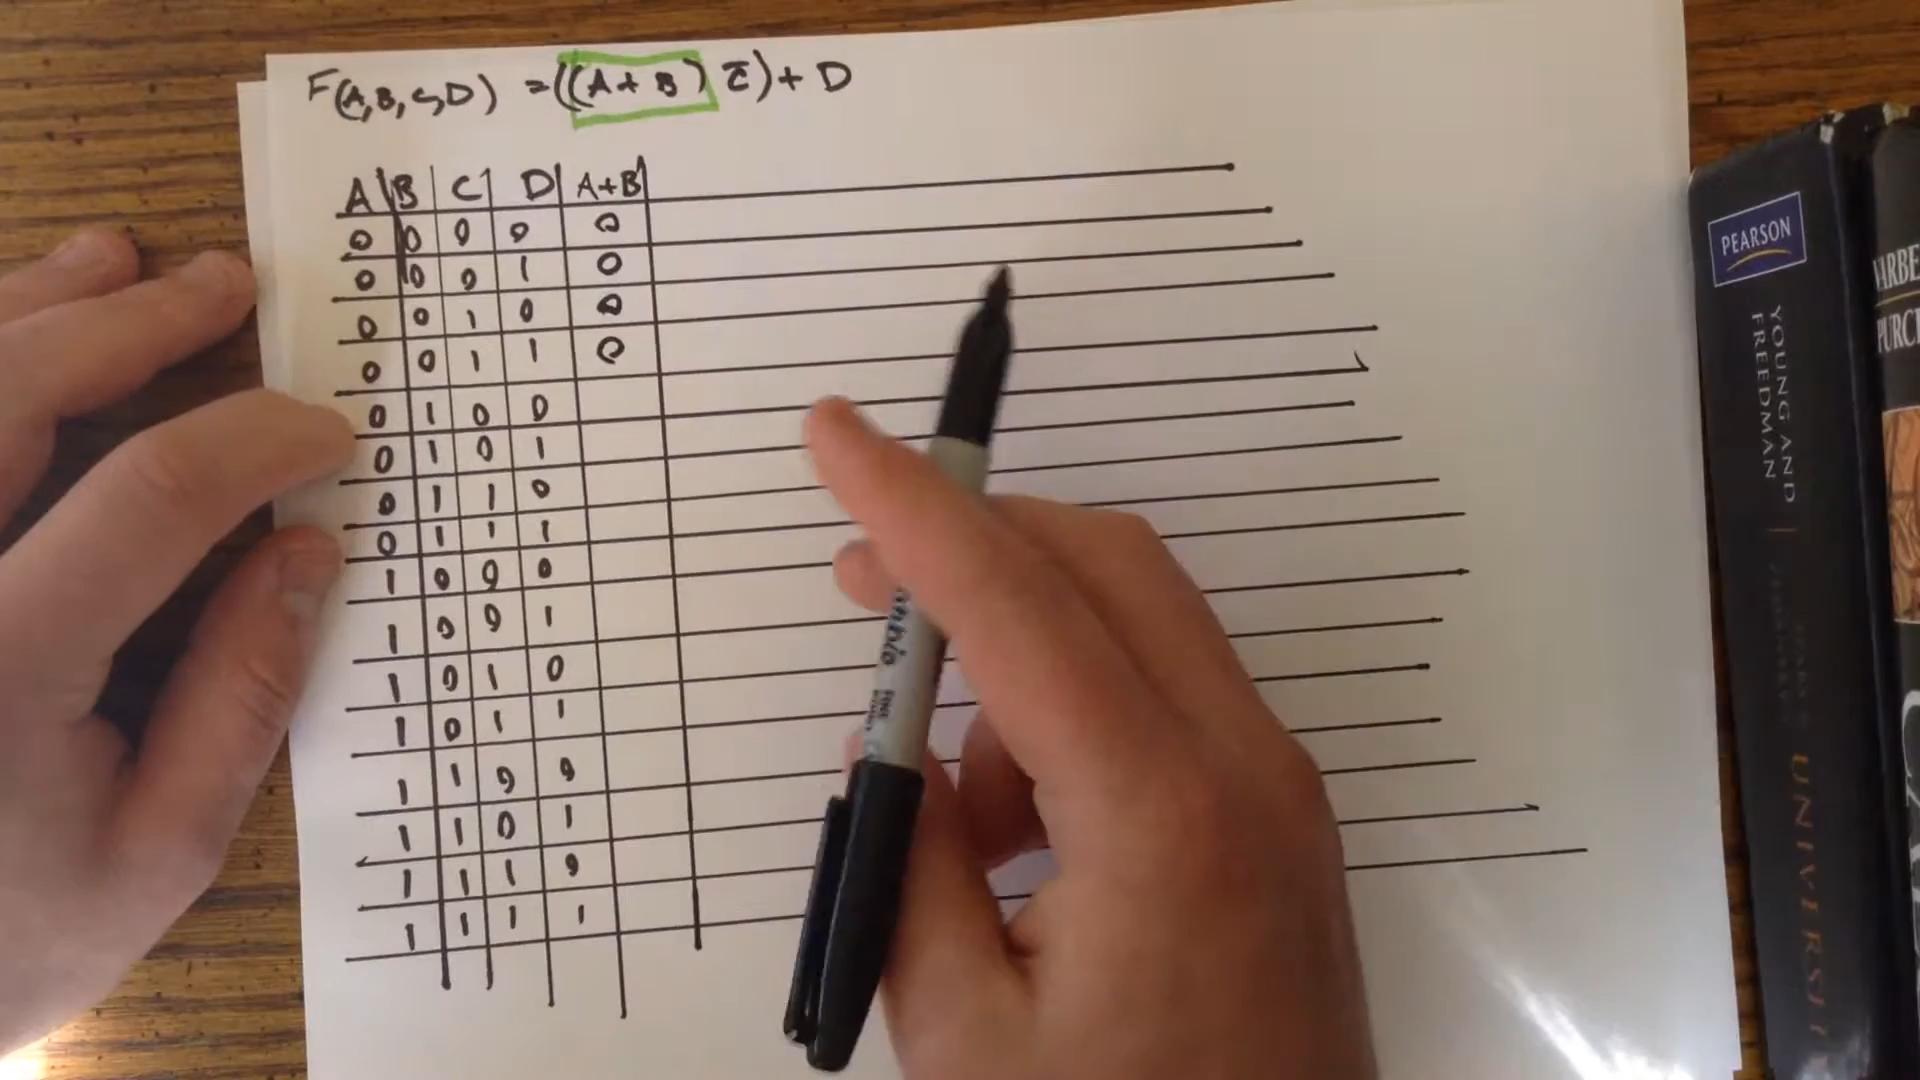 F(A,B,C,D) = ((A+B) C̅) + D
A B C D A+B
0 0 0 0 0
0 0 0 1 0
0 0 1 0 0
0 0 1 1 0
0 1 0 0
0 1 0 1
0 1 1 0
0 1 1 1
1 0 0 0
1 0 0 1
1 0 1 0
1 0 1 1
1 1 0 0
1 1 0 1
1 1 1 0
1 1 1 1
PEARSON
YOUNG AND
FREEDMAN